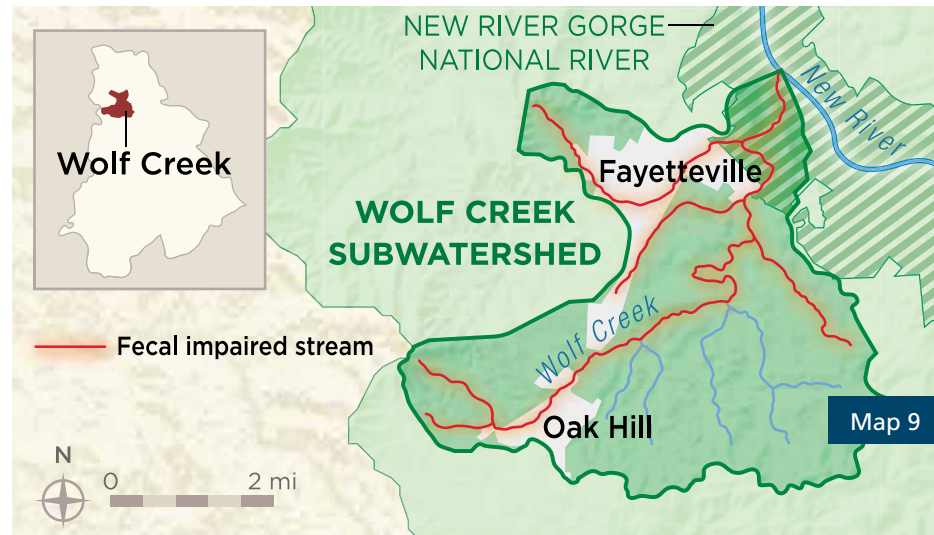 NEW RIVER GORGE
NATIONAL RIVER
New River
Wolf Creek
Fayetteville
WOLF CREEK
SUBWATERSHED
Wolf Creek
Fecal impaired stream
Oak Hill
Map 9
N
0 2 mi